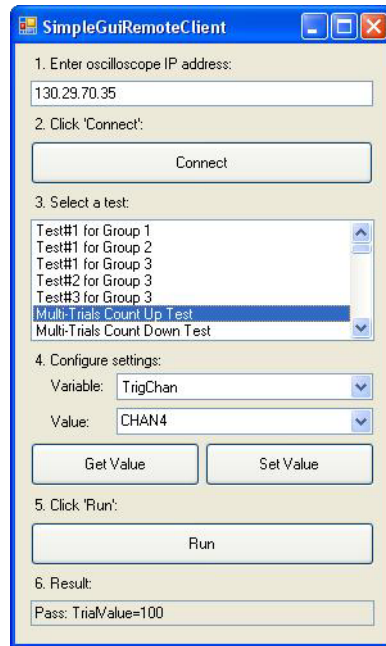 SimpleGuiRemoteClient
1. Enter oscilloscope IP address:
130.29.70.35
2. Click 'Connect':
Connect
3. Select a test:
Test#1 for Group 1
Test#1 for Group 2
Test#1 for Group 3
Test#2 for Group 3
Test#3 for Group 3
Multi-Trials Count Up Test
Multi-Trials Count Down Test
4. Configure settings:
Variable: TrigChan
Value: CHAN4
Get Value Set Value
5. Click 'Run':
Run
6. Result:
Pass: TrialValue=100